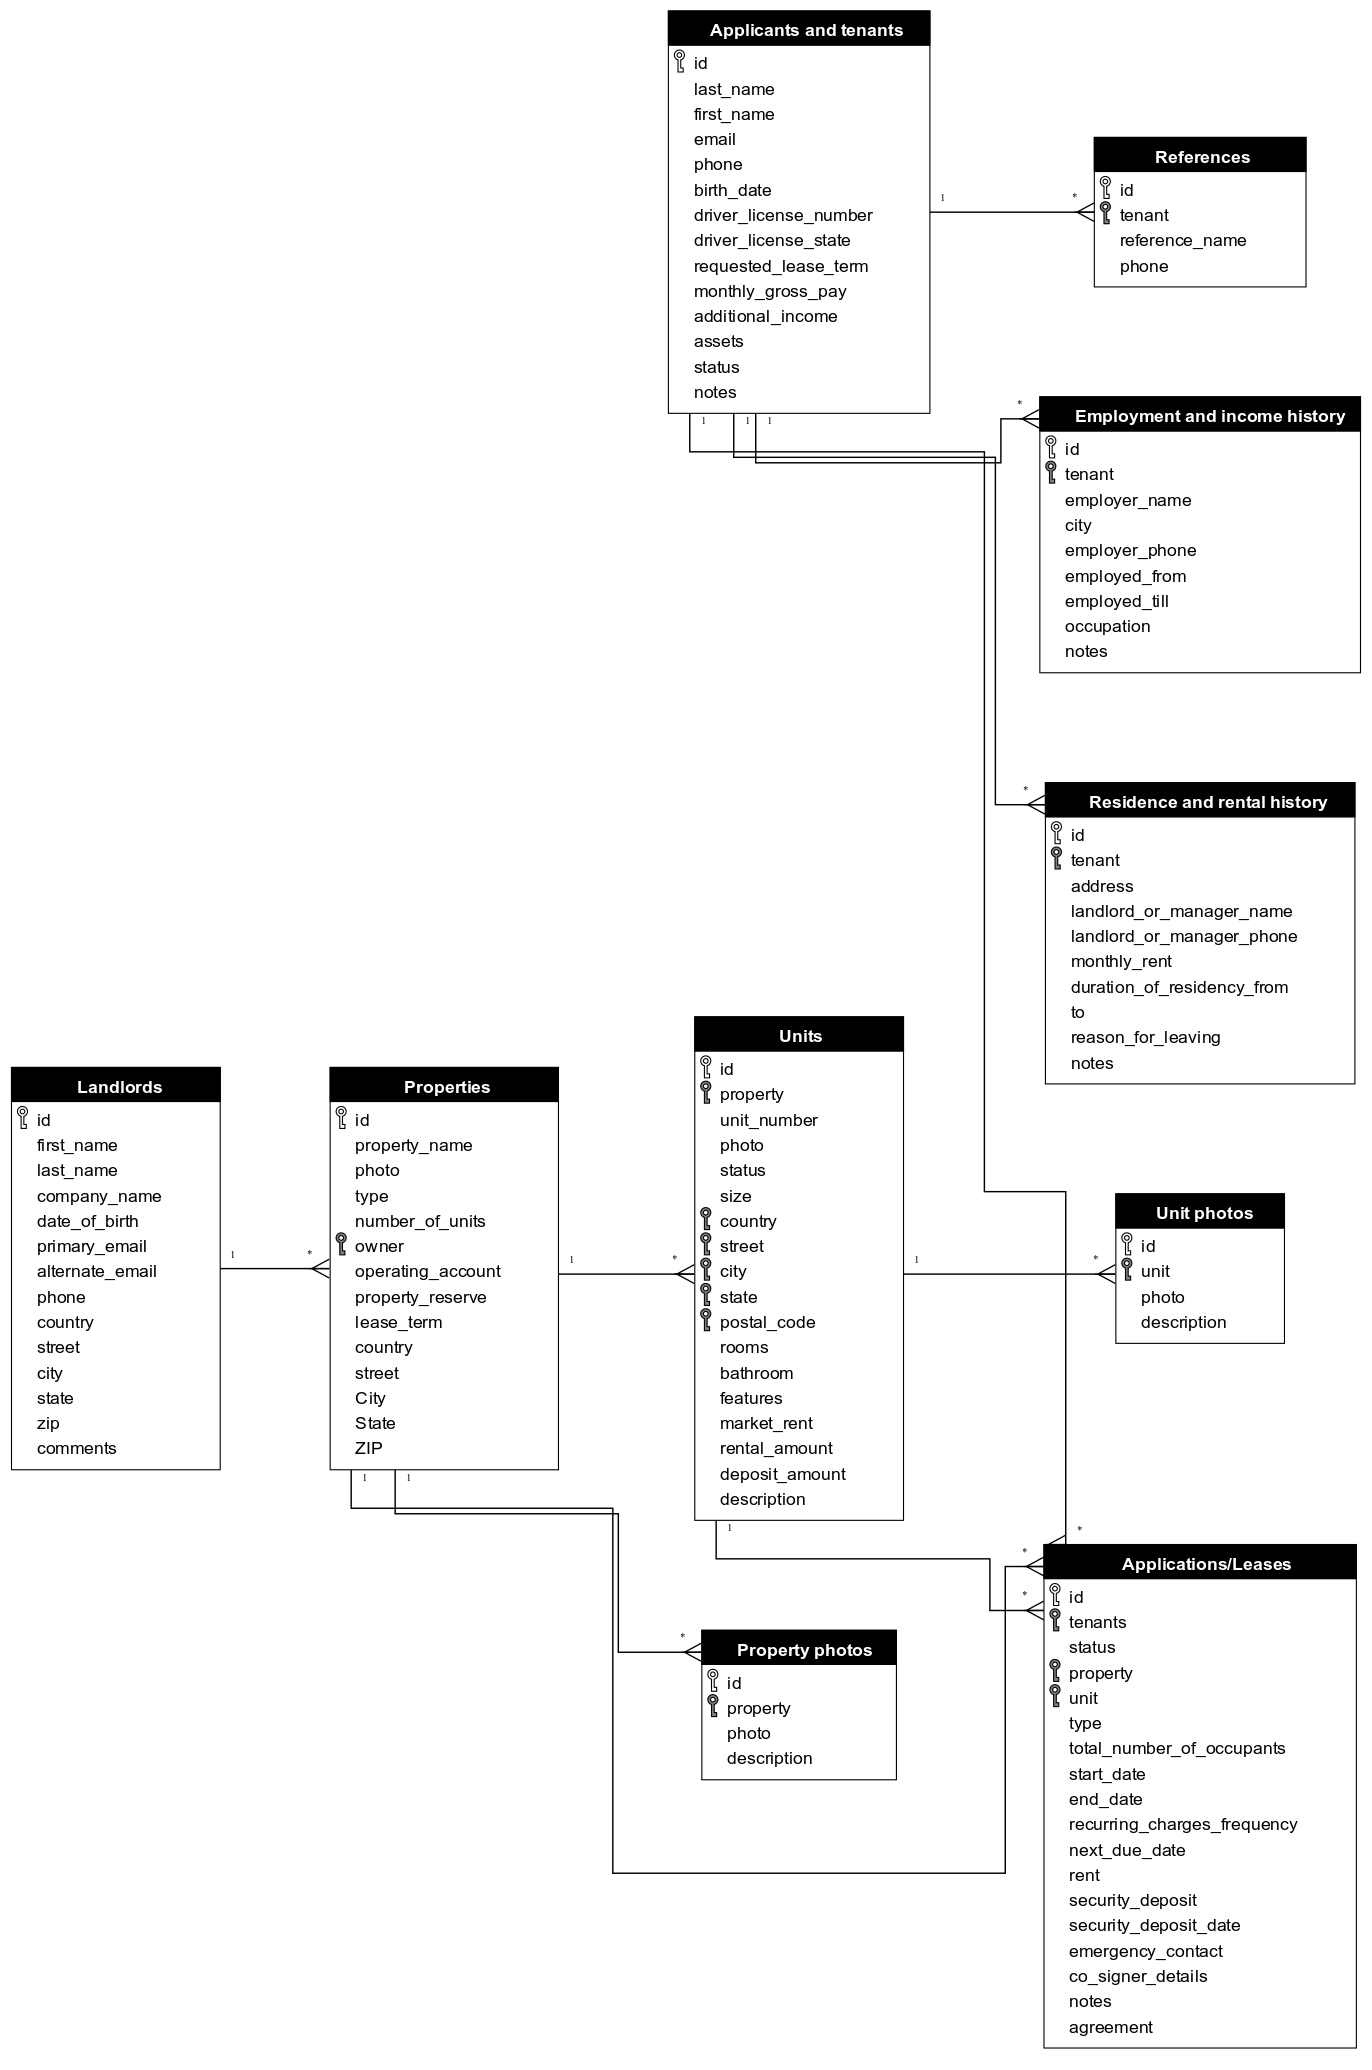 Applicants and tenants
id
last_name
first_name
email
phone
birth_date
driver_license_number
driver_license_state
requested_lease_term
monthly_gross_pay
additional_income
assets
status
notes
1
*
References
id
tenant
reference_name
phone
1
1
1
*
Employment and income history
id
tenant
employer_name
city
employer_phone
employed_from
employed_till
occupation
notes
*
Residence and rental history
id
tenant
address
landlord_or_manager_name
landlord_or_manager_phone
monthly_rent
duration_of_residency_from
to
reason_for_leaving
notes
Landlords
id
first_name
last_name
company_name
date_of_birth
primary_email
alternate_email
phone
country
street
city
state
zip
comments
1
*
Properties
id
property_name
photo
type
number_of_units
owner
operating_account
property_reserve
lease_term
country
street
City
State
ZIP
1
1
1
*
Units
id
property
unit_number
photo
status
size
country
street
city
state
postal_code
rooms
bathroom
features
market_rent
rental_amount
deposit_amount
description
1
1
*
Unit photos
id
unit
photo
description
*
Property photos
id
property
photo
description
*
*
*
Applications/Leases
id
tenants
status
property
unit
type
total_number_of_occupants
start_date
end_date
recurring_charges_frequency
next_due_date
rent
security_deposit
security_deposit_date
emergency_contact
co_signer_details
notes
agreement